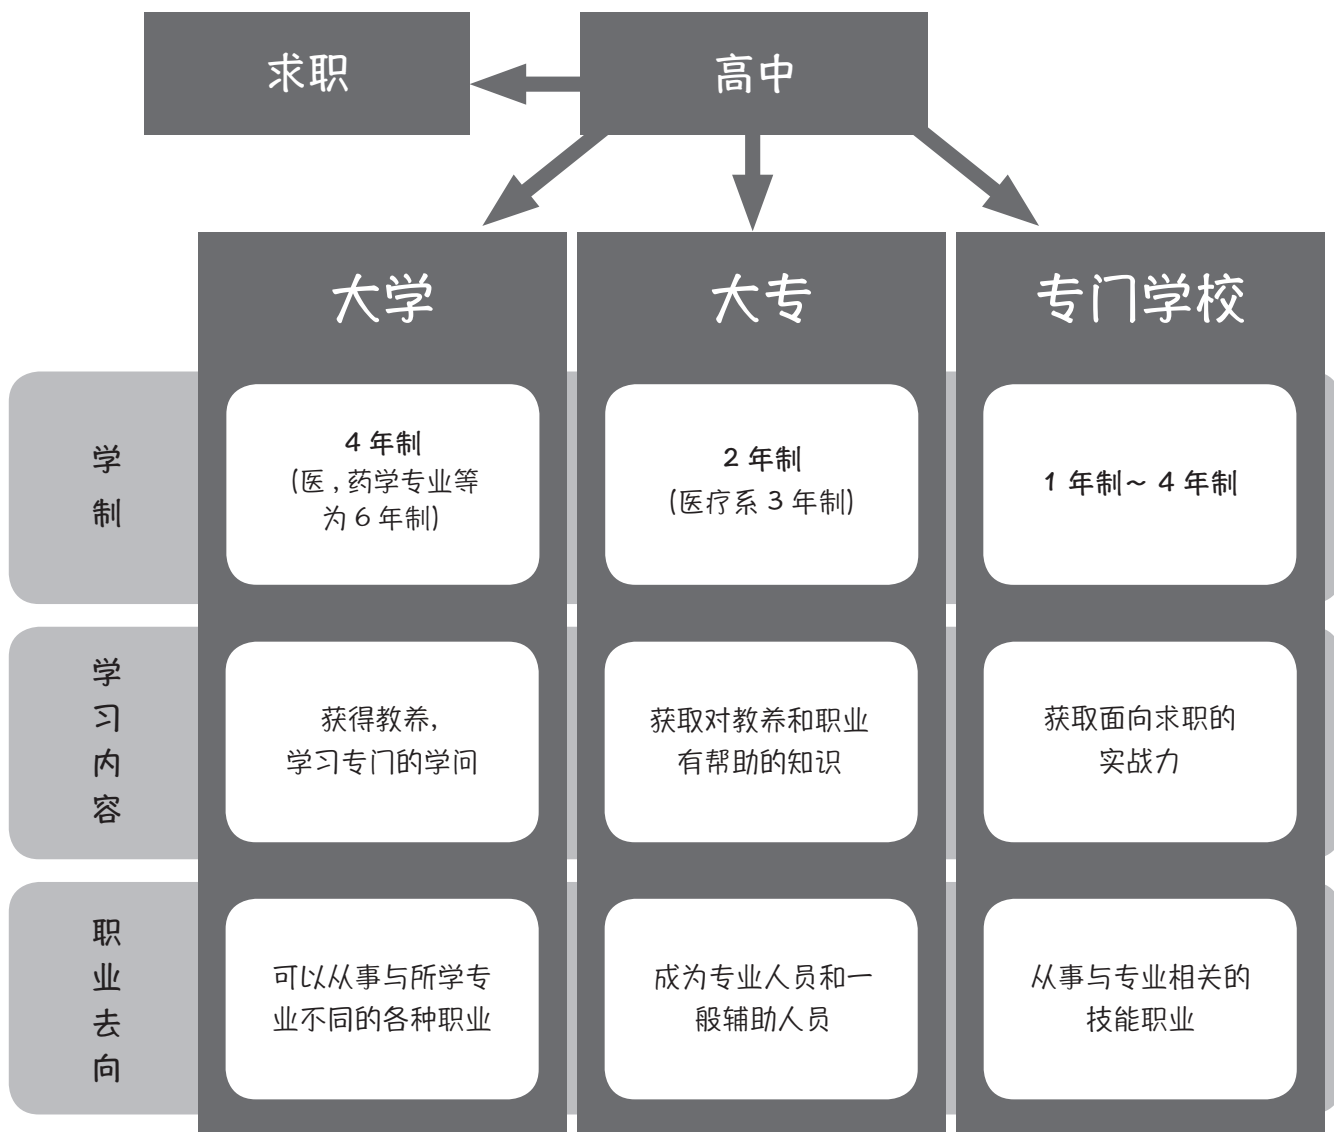 求职
高中
大学
大专
专门学校
学制
4 年制
(医 , 药学专业等
为 6 年制)
2 年制
(医疗系 3 年制)
1 年制～ 4 年制
学习内容
获得教养,
学习专门的学问
获取对教养和职业
有帮助的知识
获取面向求职的
实战力
职业去向
可以从事与所学专
业不同的各种职业
成为专业人员和一
般辅助人员
从事与专业相关的
技能职业